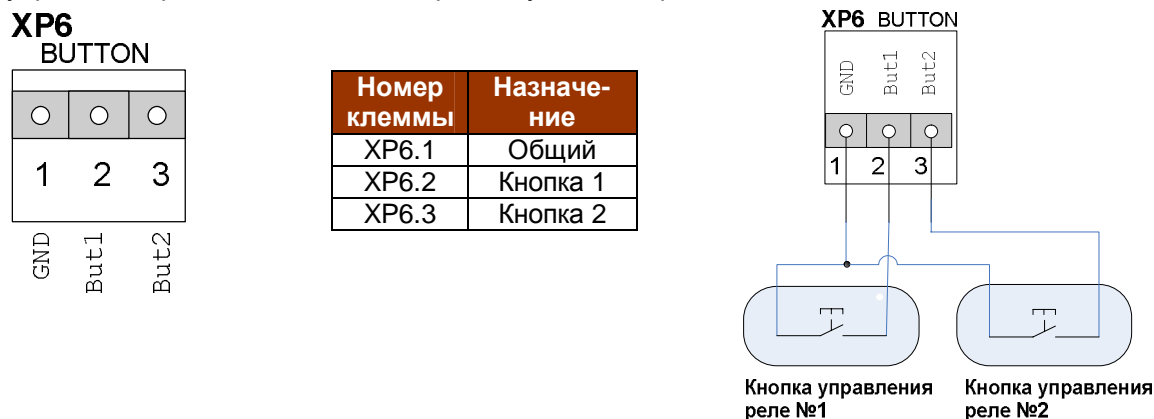 XP6
BUTTON
1 2 3
GND But1 But2
Номер клеммы Назначе-ние
XP6.1 Общий
XP6.2 Кнопка 1
XP6.3 Кнопка 2
XP6 BUTTON
GND But1 But2
1 2 3
Кнопка управления
реле №1
Кнопка управления
реле №2